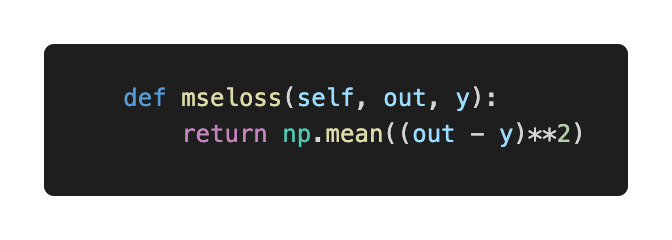 def mseloss(self, out, y):
    return np.mean((out - y)**2)